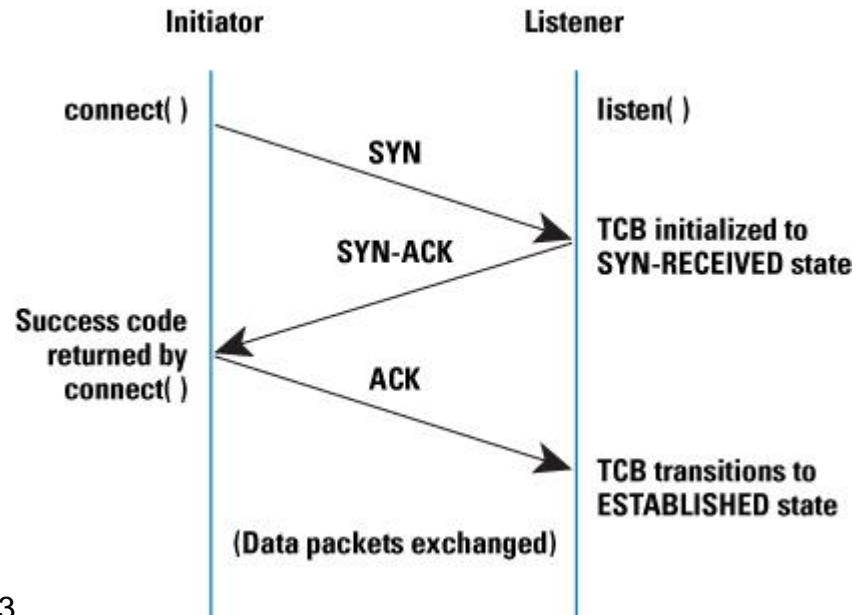 Initiator
Listener
connect( )
listen( )
SYN
TCB initialized to
SYN-RECEIVED state
SYN-ACK
Success code
returned by
connect( )
ACK
TCB transitions to
ESTABLISHED state
(Data packets exchanged)
3